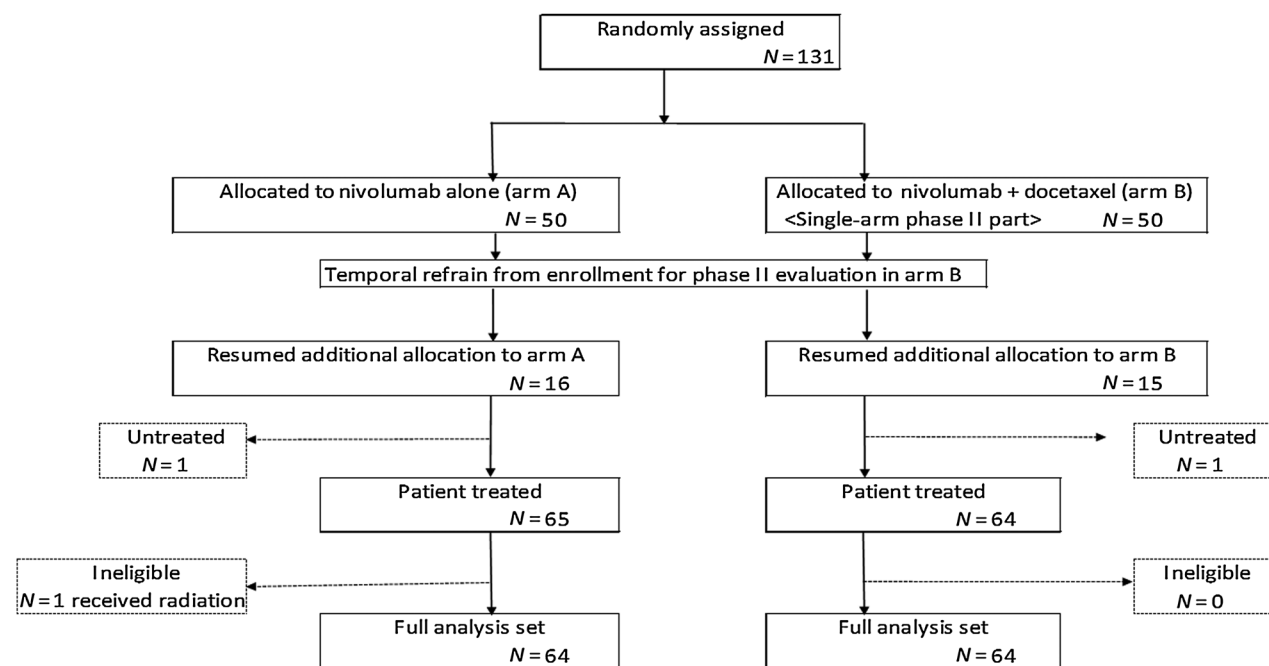 Randomly assigned
N = 131
Allocated to nivolumab alone (arm A)
N = 50
Allocated to nivolumab + docetaxel (arm B)
<Single-arm phase II part> N = 50
Temporal refrain from enrollment for phase II evaluation in arm B
Resumed additional allocation to arm A
N = 16
Resumed additional allocation to arm B
N = 15
Untreated
N = 1
Untreated
N = 1
Patient treated
N = 65
Patient treated
N = 64
Ineligible
N = 1 received radiation
Ineligible
N = 0
Full analysis set
N = 64
Full analysis set
N = 64